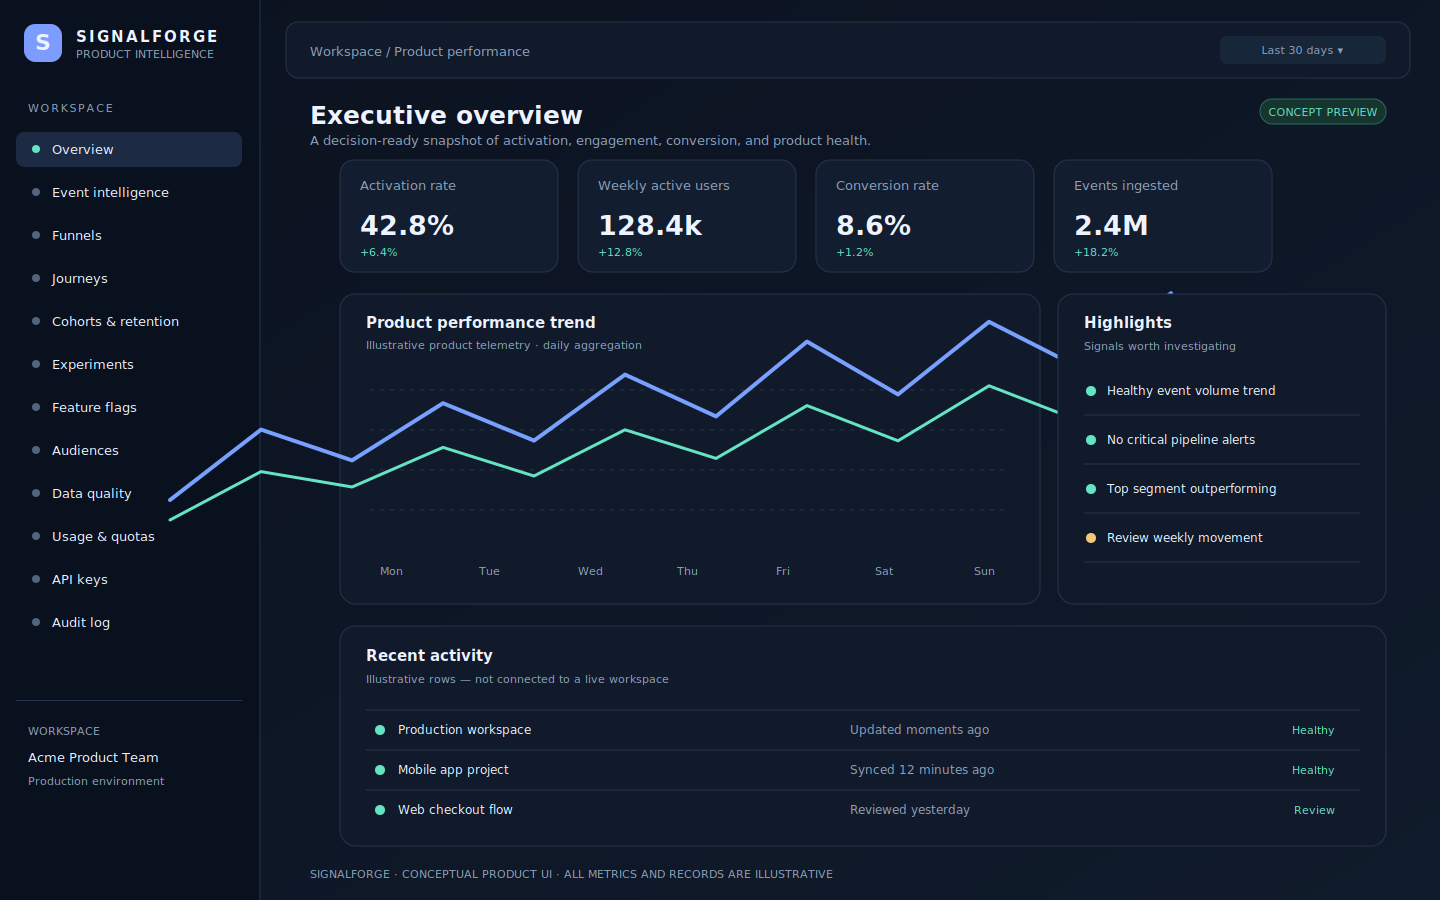 S
SIGNALFORGE
PRODUCT INTELLIGENCE
WORKSPACE
Overview
Event intelligence
Funnels
Journeys
Cohorts & retention
Experiments
Feature flags
Audiences
Data quality
Usage & quotas
API keys
Audit log
WORKSPACE
Acme Product Team
Production environment
Workspace / Product performance
Last 30 days ▾
Executive overview
CONCEPT PREVIEW
A decision-ready snapshot of activation, engagement, conversion, and product health.
Activation rate
42.8%
+6.4%
Weekly active users
128.4k
+12.8%
Conversion rate
8.6%
+1.2%
Events ingested
2.4M
+18.2%
Product performance trend
Illustrative product telemetry · daily aggregation
Mon Tue Wed Thu Fri Sat Sun
Highlights
Signals worth investigating
Healthy event volume trend
No critical pipeline alerts
Top segment outperforming
Review weekly movement
Recent activity
Illustrative rows — not connected to a live workspace
Production workspace Updated moments ago Healthy
Mobile app project Synced 12 minutes ago Healthy
Web checkout flow Reviewed yesterday Review
SIGNALFORGE · CONCEPTUAL PRODUCT UI · ALL METRICS AND RECORDS ARE ILLUSTRATIVE